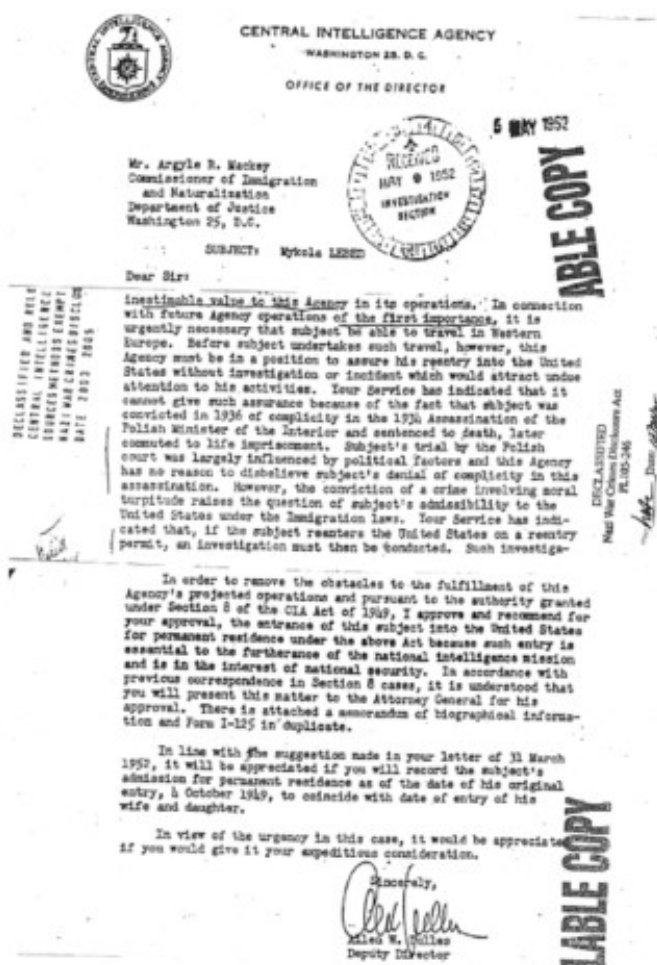 CENTRAL INTELLIGENCE AGENCY
WASHINGTON 25, D. C.
OFFICE OF THE DIRECTOR
6 MAY 1952
Mr. Argyle R. Mackey
Commissioner of Immigration
and Naturalization
Department of Justice
Washington 25, D.C.
RECEIVED
MAY 1952
INVESTIGATION
SECTION
ABLE COPY
SUBJECT: Mykola LEBED
Dear Sir:
inestimable value to this Agency in its operations. In connection
with future Agency operations of the first importance, it is
urgently necessary that subject be able to travel in Western
Europe. Before subject undertakes such travel, however, this
Agency must be in a position to assure his reentry into the United
States without investigation or incident which would attract undue
attention to his activities. Your Service has indicated that it
cannot give such assurance because of the fact that subject was
convicted in 1936 of complicity in the 1934 Assassination of the
Polish Minister of the Interior and sentenced to death, later
commuted to life imprisonment. Subject's trial by the Polish
court was largely influenced by political factors and this Agency
has no reason to disbelieve subject's denial of complicity in this
assassination. However, the conviction of a crime involving moral
turpitude raises the question of subject's admissibility to the
United States under the Immigration laws. Your Service has indi-
cated that, if the subject reenters the United States on a reentry
permit, an investigation must then be conducted. Such investiga-
DECLASSIFIED AND RELE
CENTRAL INTELLIGENCE
SOURCES METHODS EXEMPT
NAZI WAR CRIMES DISCLOS
DATE 2003 2005
DECLASSIFIED
Nazi War Crimes Disclosure Act
PL 105-246
Date
In order to remove the obstacles to the fulfillment of this
Agency's projected operations and pursuant to the authority granted
under Section 8 of the CIA Act of 1949, I approve and recommend for
your approval, the entrance of this subject into the United States
for permanent residence under the above Act because such entry is
essential to the furtherance of the national intelligence mission
and is in the interest of national security. In accordance with
previous correspondence in Section 8 cases, it is understood that
you will present this matter to the Attorney General for his
approval. There is attached a memorandum of biographical informa-
tion and Form I-125 in duplicate.
In line with the suggestion made in your letter of 31 March
1952, it will be appreciated if you will record the subject's
admission for permanent residence as of the date of his original
entry, 4 October 1949, to coincide with date of entry of his
wife and daughter.
In view of the urgency in this case, it would be appreciated
if you would give it your expeditious consideration.
Sincerely,
Allen W. Dulles
Deputy Director
LABLE COPY